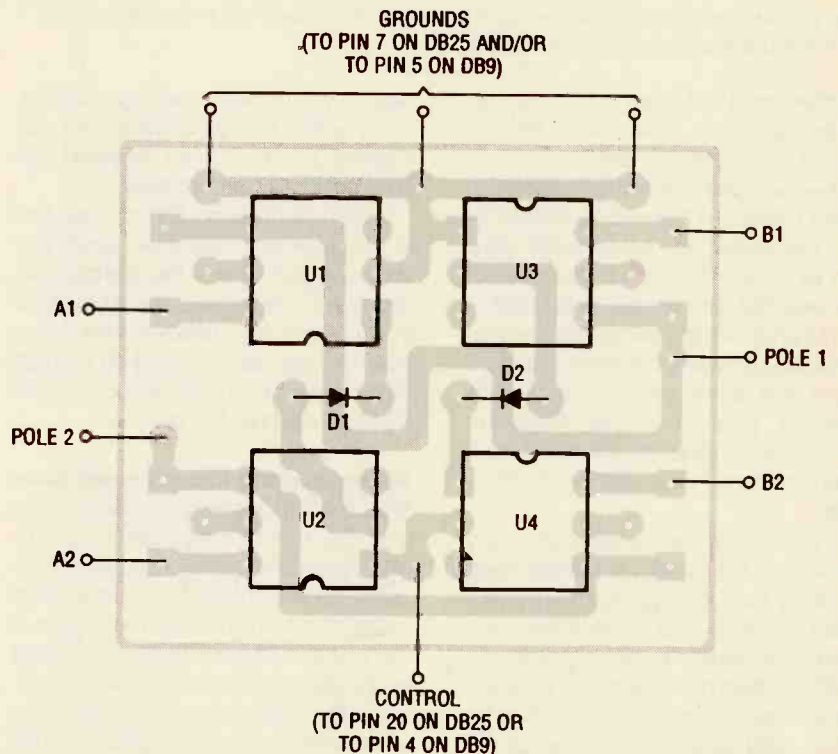 GROUNDS
(TO PIN 7 ON DB25 AND/OR
TO PIN 5 ON DB9)
U1
U3
B1
A1
POLE 1
D2
D1
POLE 2
U2
U4
B2
A2
CONTROL
(TO PIN 20 ON DB25 OR
TO PIN 4 ON DB9)